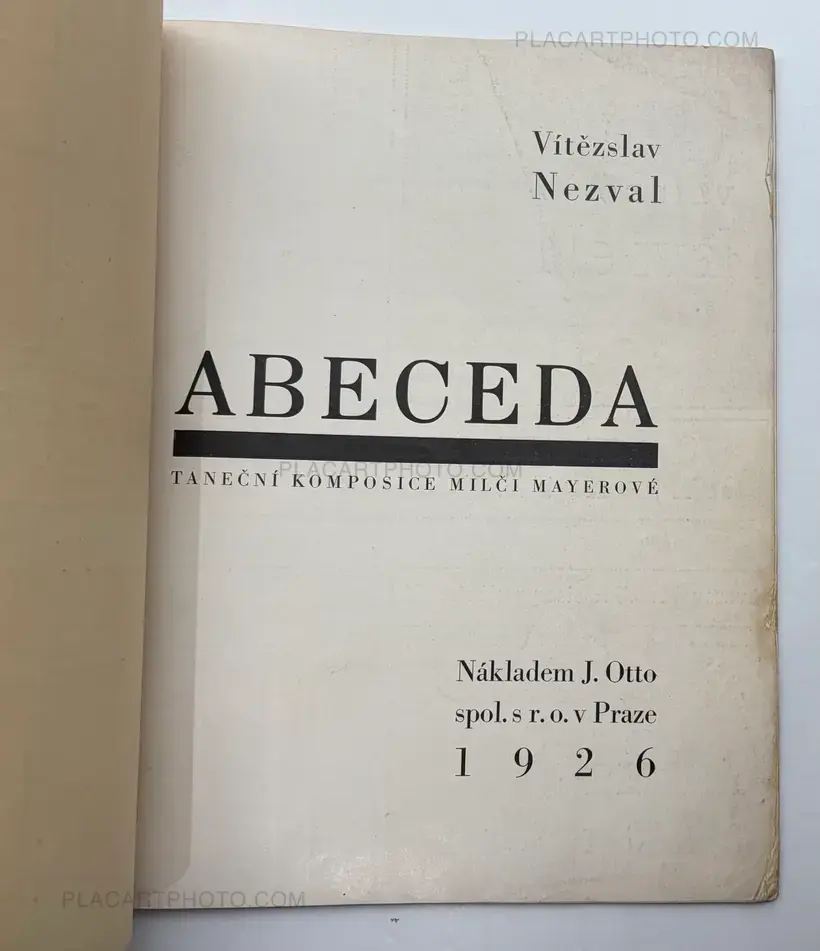 PLACARTPHOTO.COM
Vítězslav
Nezval
ABECEDA
PLACARTPHOTO.COM
TANEČNÍ KOMPOSICE MILČI MAYEROVÉ
Nákladem J. Otto
spol. s r. o. v Praze
1 9 2 6
PLACARTPHOTO.COM